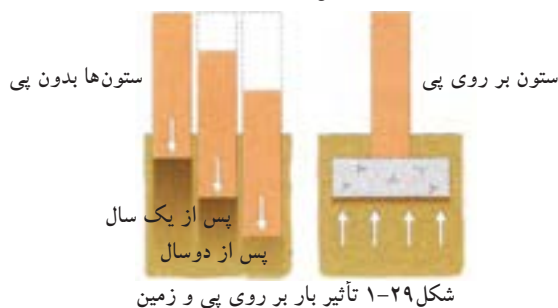 ستون بر روی پی
ستون‌ها بدون پی
پس از یک سال
پس از دوسال
شکل۲۹-۱ تأثیر بار بر روی پی و زمین